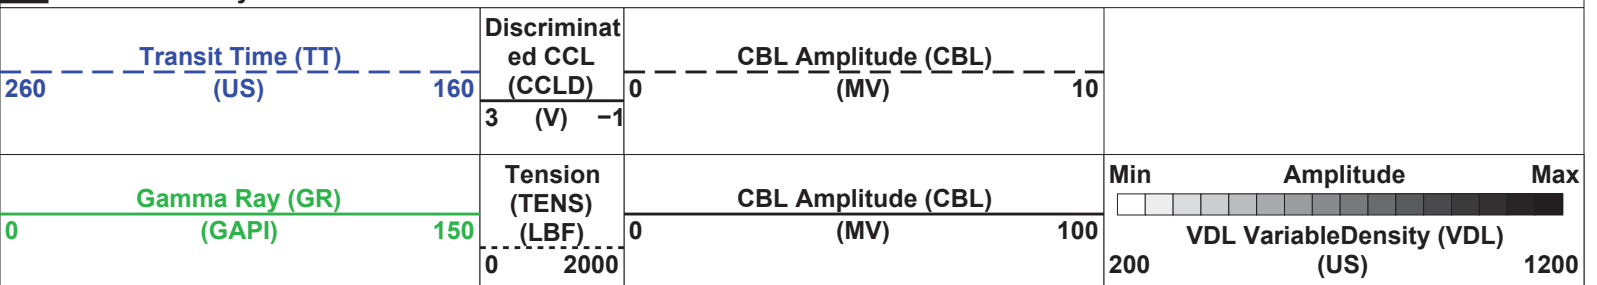 Transit Time (TT)
260 (US) 160
Discriminat
ed CCL
(CCLD)
3 (V) −1
CBL Amplitude (CBL)
0 (MV) 10
Gamma Ray (GR)
0 (GAPI) 150
Tension
(TENS)
(LBF)
0 2000
CBL Amplitude (CBL)
0 (MV) 100
Min Amplitude Max
VDL VariableDensity (VDL)
200 (US) 1200